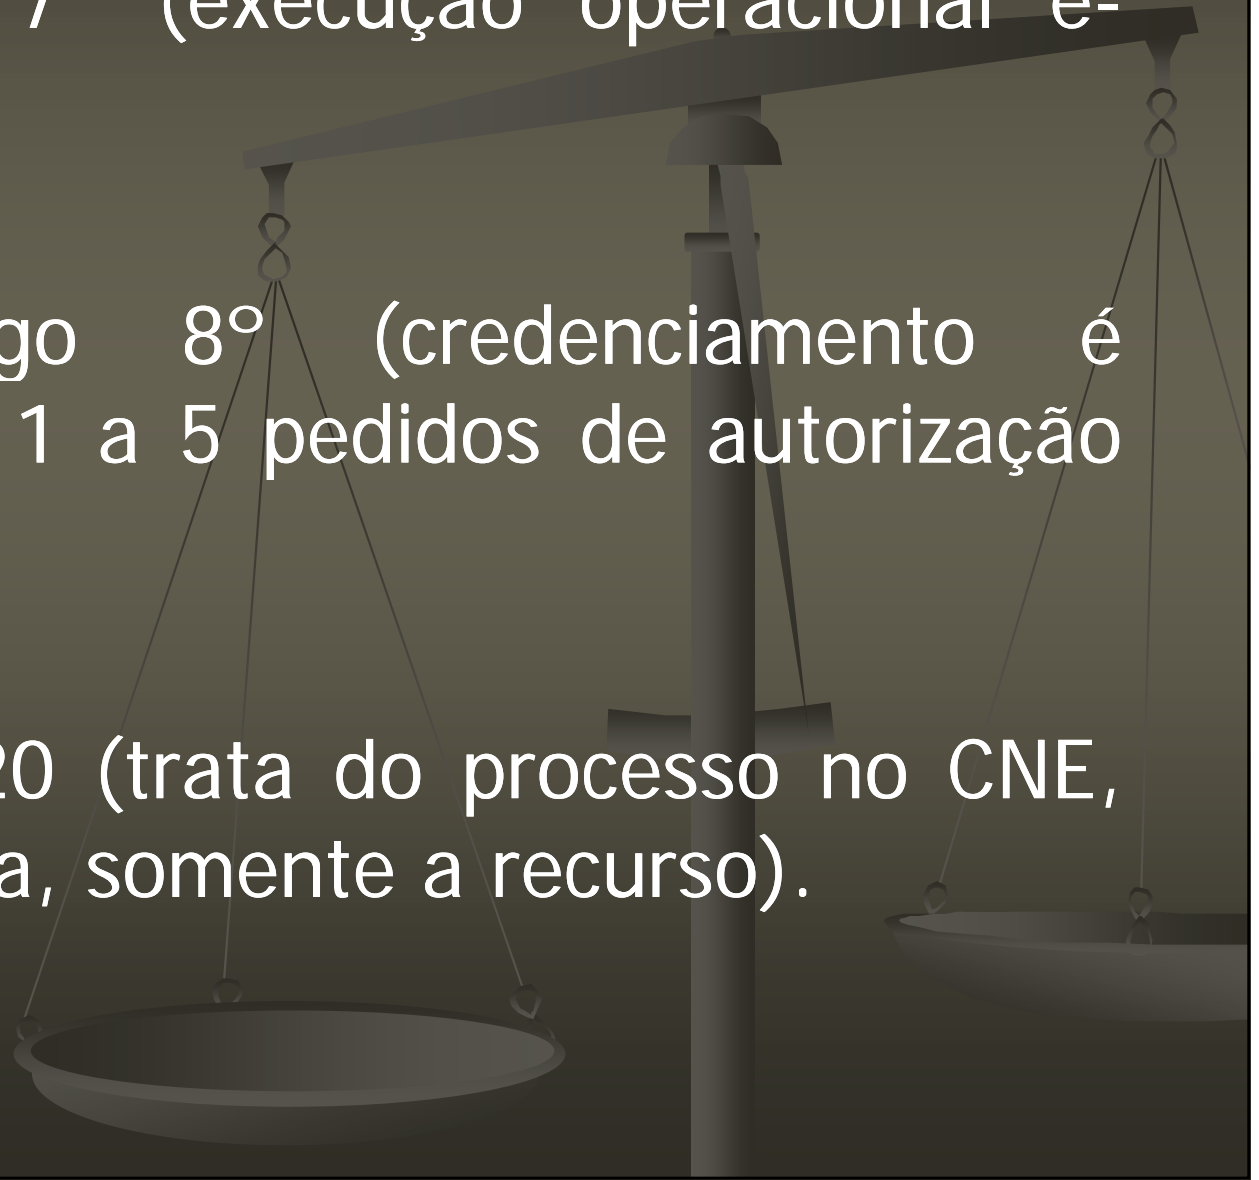 7 (execução operacional e-
go 8º (credenciamento é
1 a 5 pedidos de autorização
20 (trata do processo no CNE,
a, somente a recurso).